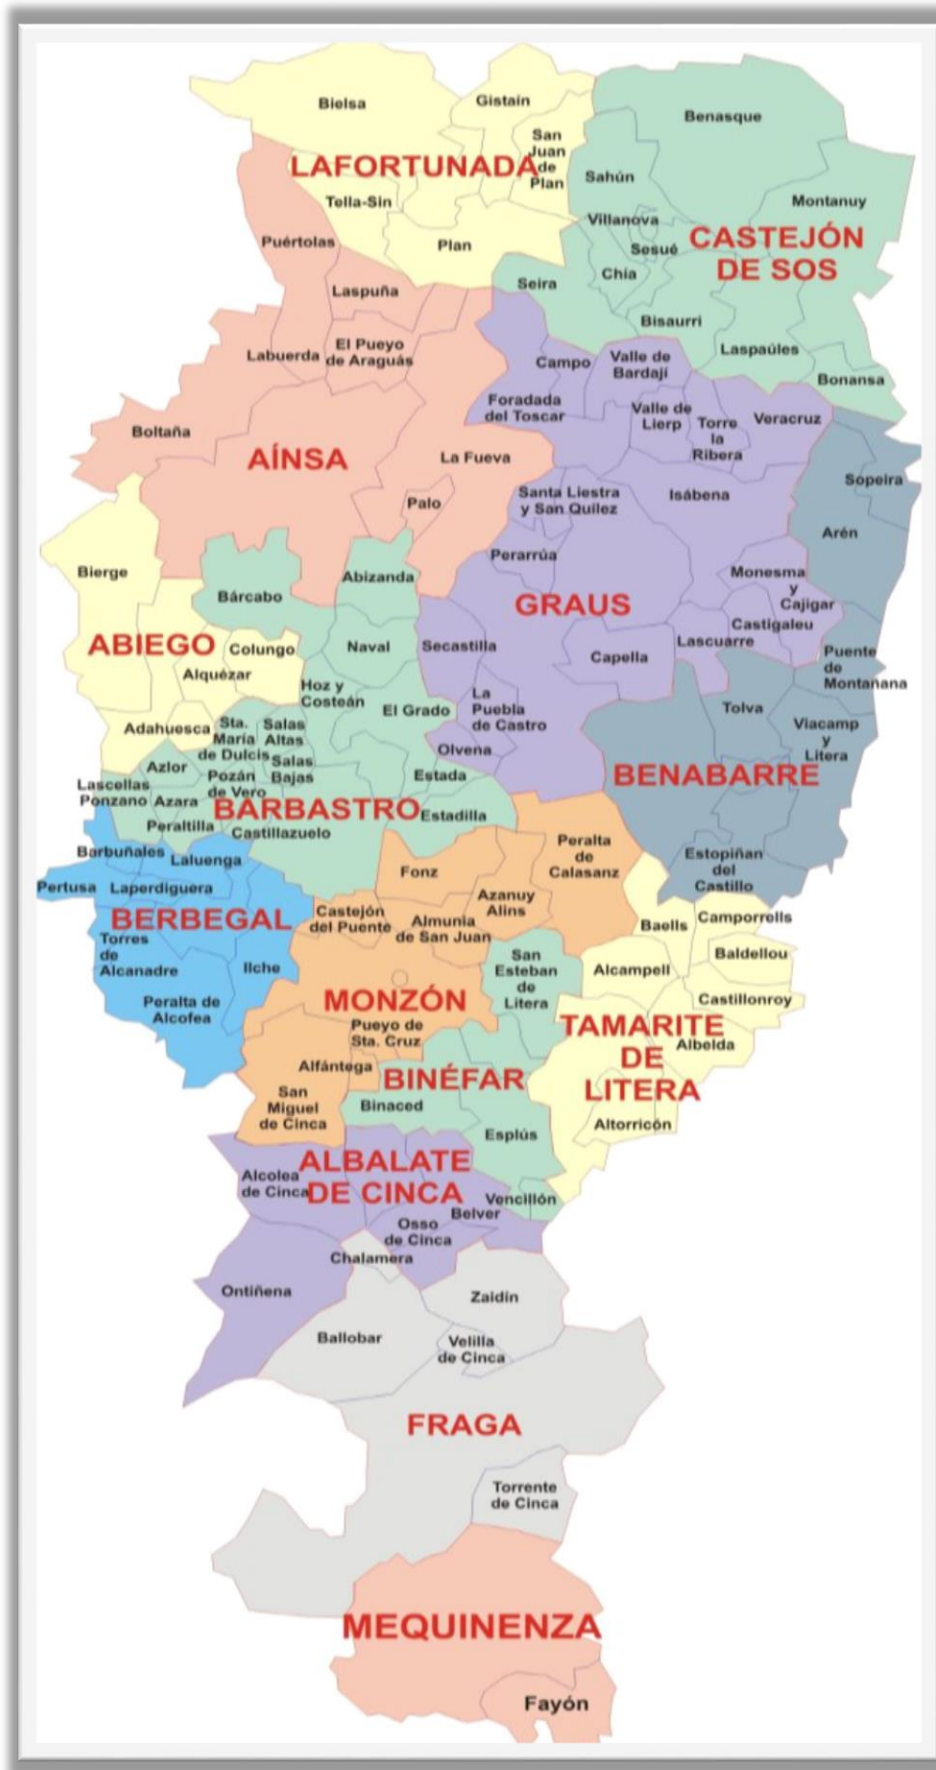 Bielsa
Gistaín
Benasque
San
Juan
de
Plan
LAFORTUNADA
Sahún
Tella-Sin
Montanuy
Villanova
Puértolas
Plan
Sesué
CASTEJÓN
DE SOS
Chía
Seira
Laspuña
Bisaurri
El Pueyo
de Araguás
Labuerda
Laspaúles
Campo
Valle de
Bardají
Bonansa
Foradada
del Toscar
Valle de
Lierp
Torre
la
Ribera
Veracruz
Boltaña
AÍNSA
La Fueva
Sopeira
Palo
Santa Liestra
y San Quilez
Isábena
Arén
Perarrúa
Bierge
Abizanda
Monesma
y
Cajigar
Bárcabo
GRAUS
Castigaleu
ABIEGO
Colungo
Naval
Secastilla
Lascuarre
Capella
Puente
de
Montañana
Alquézar
Hoz y
Costeán
El Grado
La
Puebla
de Castro
Tolva
Adahuesca
Sta.
María
de Dulcis
Salas
Altas
Viacamp
y
Litera
Olvena
Azlor
Salas
Bajas
Pozán
de Vero
Estada
BENABARRE
Lascellas
Ponzano
Azara
BARBASTRO
Estadilla
Peraltilla
Castillazuelo
Peralta
de
Calasanz
Barbuñales
Laluenga
Estopiñan
del
Castillo
Fonz
Pertusa
Laperdiguera
Azanuy
Alins
BERBEGAL
Castejón
del Puente
Almunia
de San Juan
Baells
Camporrells
Torres
de
Alcanadre
Ilche
San
Esteban
de
Litera
Baldellou
Alcampell
Peralta de
Alcofea
MONZÓN
Castillonroy
Pueyo de
Sta. Cruz
TAMARITE
DE
LITERA
Albelda
Alfántega
BINÉFAR
San
Miguel
de Cinca
Binaced
Esplús
Altorricón
ALBALATE
DE CINCA
Alcolea
de Cinca
Vencillón
Belver
Osso
de Cinca
Chalamera
Ontiñena
Zaidín
Ballobar
Velilla
de Cinca
FRAGA
Torrente
de Cinca
MEQUINENZA
Fayón